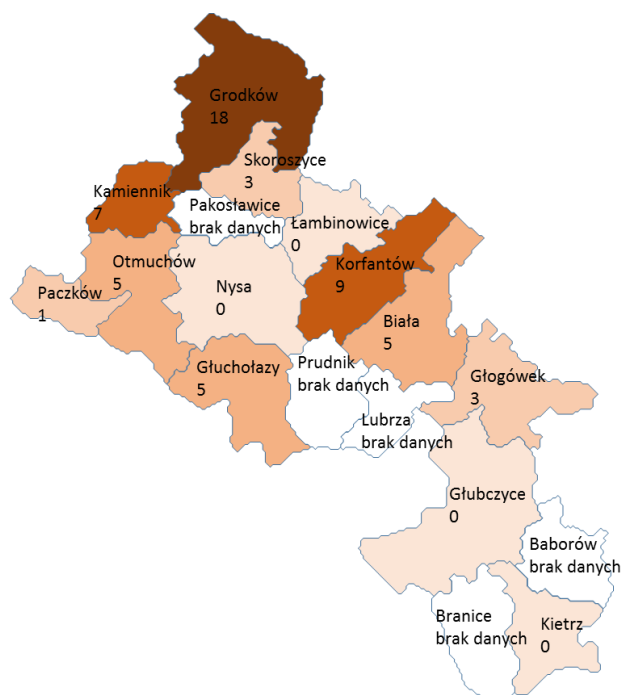 Grodków
18
Skoroszyce
3
Kamiennik
7
Pakosławice
brak danych
Łambinowice
0
Otmuchów
5
Korfantów
9
Paczków
1
Nysa
0
Biała
5
Głuchołazy
5
Prudnik
brak danych
Głogówek
3
Lubrza
brak danych
Głubczyce
0
Baborów
brak danych
Branice
brak danych
Kietrz
0